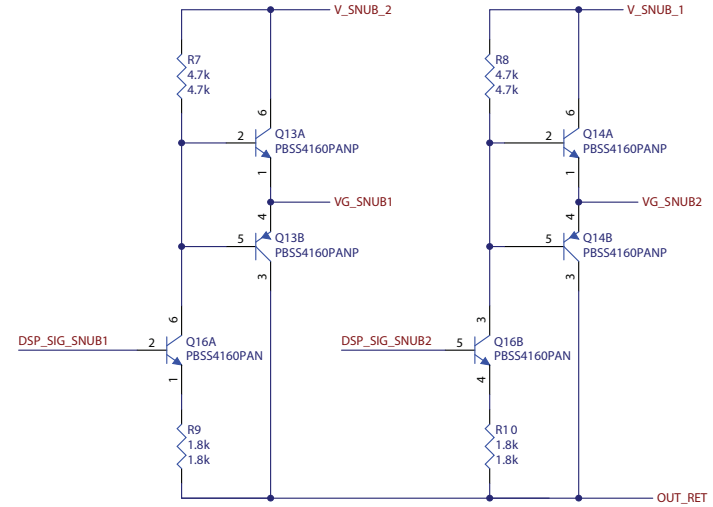 V_SNUB_2
V_SNUB_1
R7
4.7k
4.7k
R8
4.7k
4.7k
6
2
Q13A
PBSS4160PANP
1
6
2
Q14A
PBSS4160PANP
1
VG_SNUB1
VG_SNUB2
4
5
Q13B
PBSS4160PANP
3
4
5
Q14B
PBSS4160PANP
3
DSP_SIG_SNUB1
6
2
Q16A
PBSS4160PAN
1
DSP_SIG_SNUB2
3
5
Q16B
PBSS4160PAN
4
R9
1.8k
1.8k
R10
1.8k
1.8k
OUT_RET